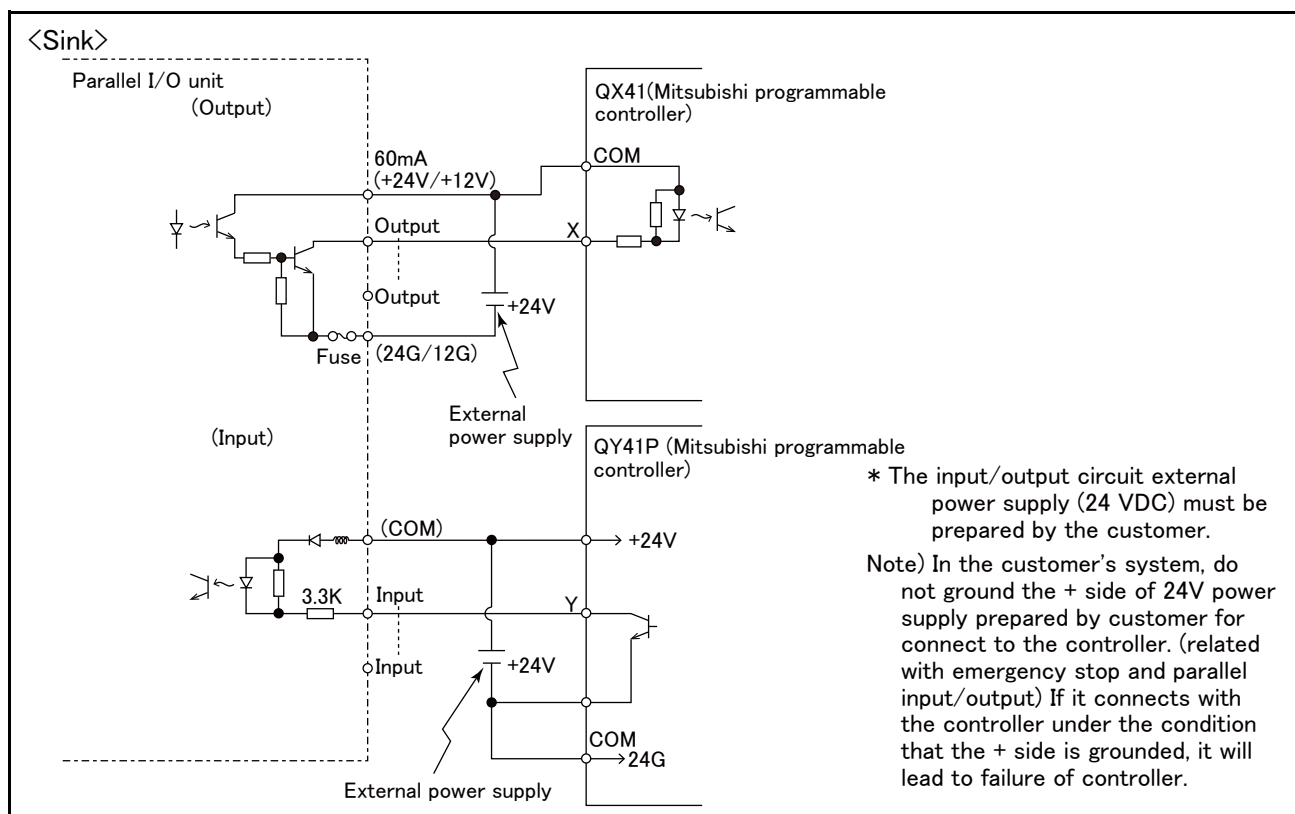 <Sink>
Parallel I/O unit
(Output)
60mA
(+24V/+12V)
Output
Output
Fuse
(24G/12G)
+24V
External
power supply
QX41(Mitsubishi programmable
controller)
COM
X
(Input)
(COM)
3.3K
Input
Input
+24V
External power supply
QY41P (Mitsubishi programmable
controller)
+24V
Y
COM
24G
* The input/output circuit external
power supply (24 VDC) must be
prepared by the customer.
Note) In the customer's system, do
not ground the + side of 24V power
supply prepared by customer for
connect to the controller. (related
with emergency stop and parallel
input/output) If it connects with
the controller under the condition
that the + side is grounded, it will
lead to failure of controller.